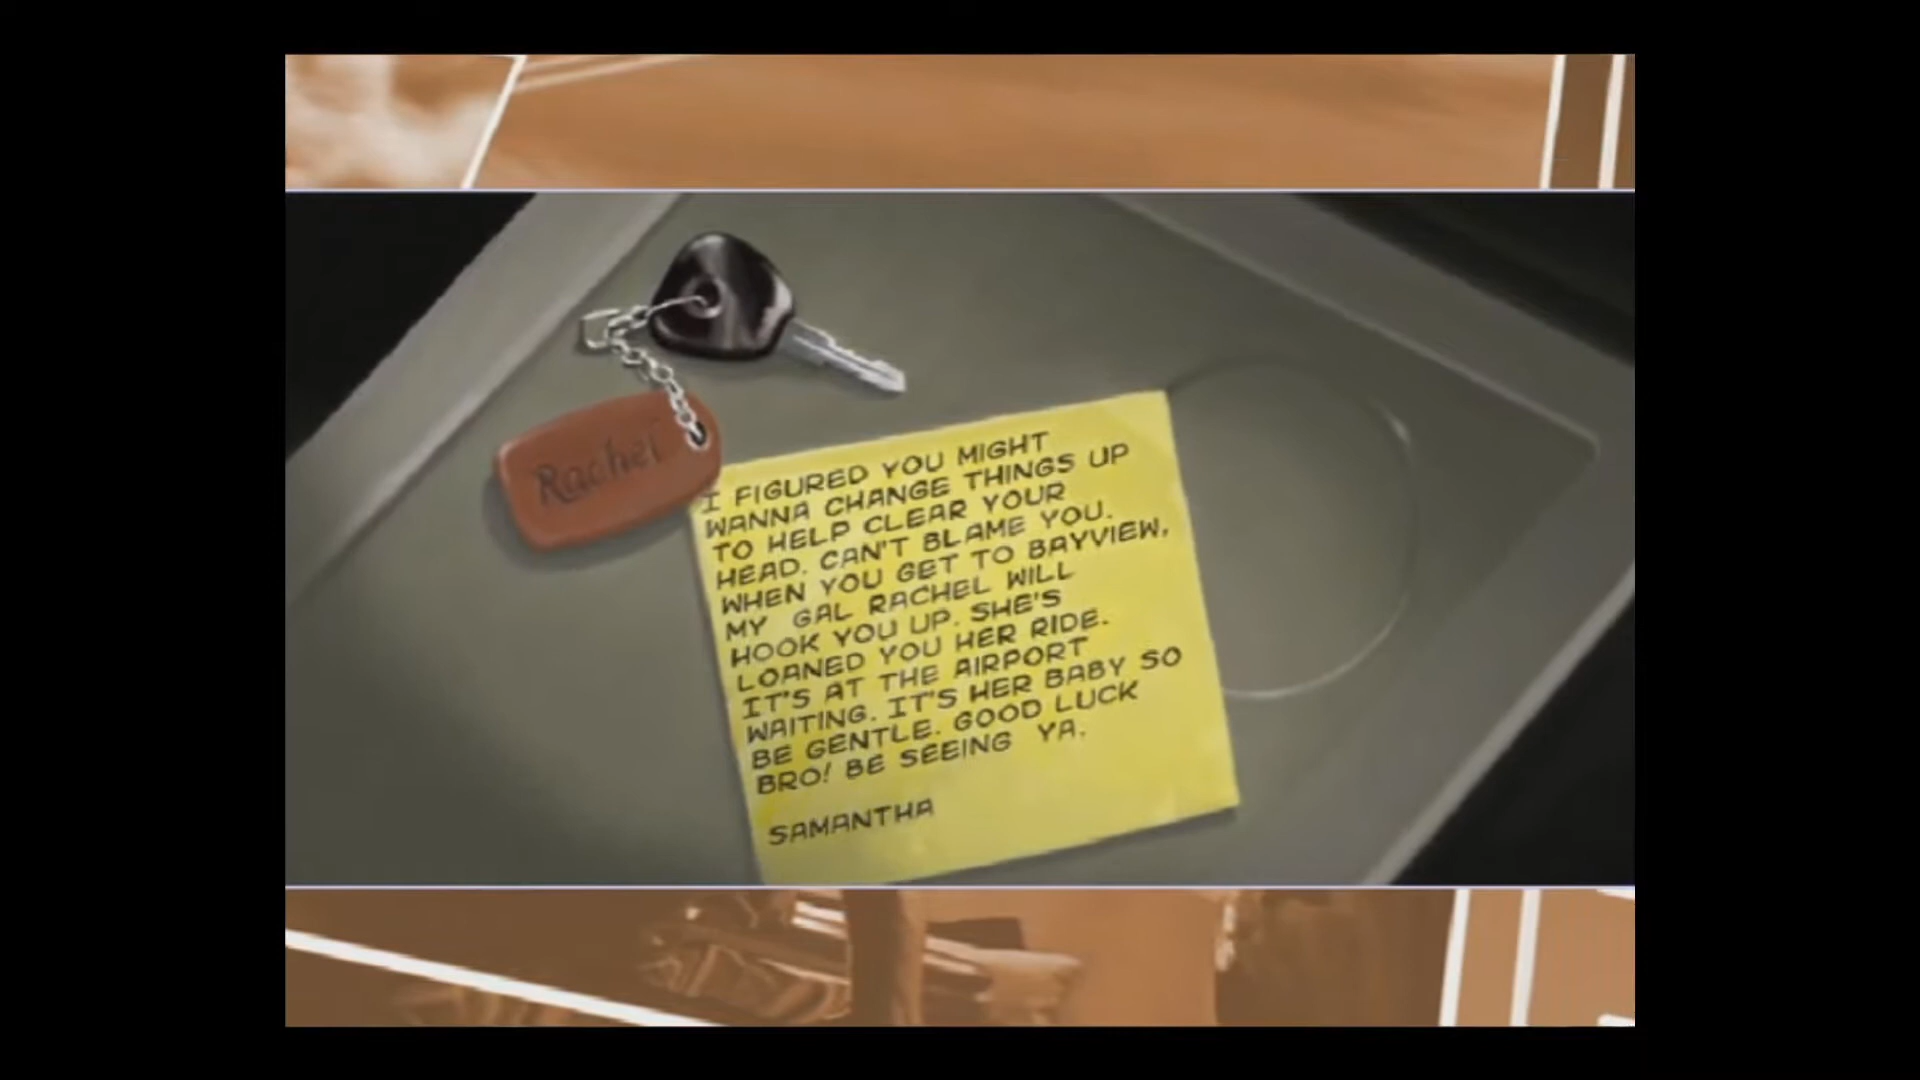 Rachel
I FIGURED YOU MIGHT
WANNA CHANGE THINGS UP
TO HELP CLEAR YOUR
HEAD. CAN'T BLAME YOU.
WHEN YOU GET TO BAYVIEW,
MY GAL RACHEL WILL
HOOK YOU UP. SHE'S
LOANED YOU HER RIDE.
IT'S AT THE AIRPORT
WAITING. IT'S HER BABY SO
BE GENTLE. GOOD LUCK
BRO! BE SEEING YA.
SAMANTHA